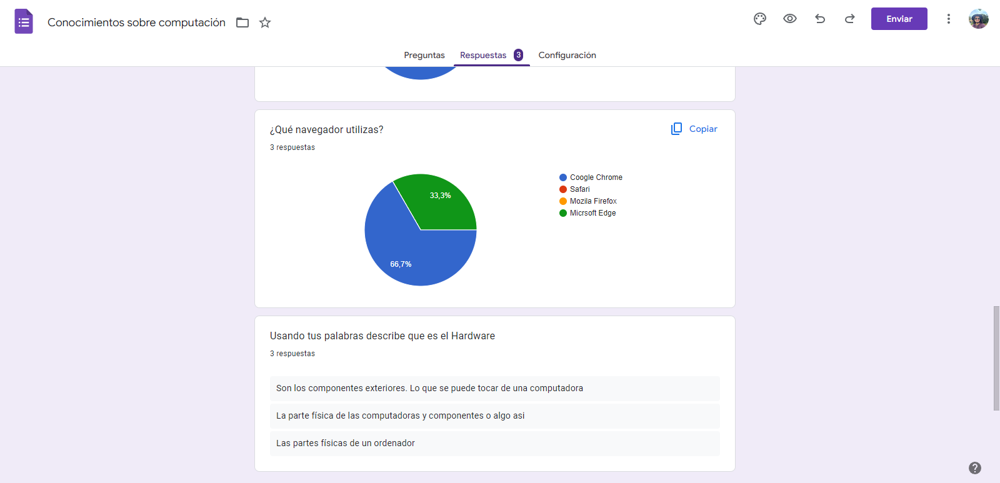 Conocimientos sobre computación
Enviar
Preguntas
Respuestas 3
Configuración
¿Qué navegador utilizas?
Copiar
3 respuestas
33,3%
66,7%
Coogle Chrome
Safari
Mozila Firefox
Micrsoft Edge
Usando tus palabras describe que es el Hardware
3 respuestas
Son los componentes exteriores. Lo que se puede tocar de una computadora
La parte física de las computadoras y componentes o algo asi
Las partes físicas de un ordenador